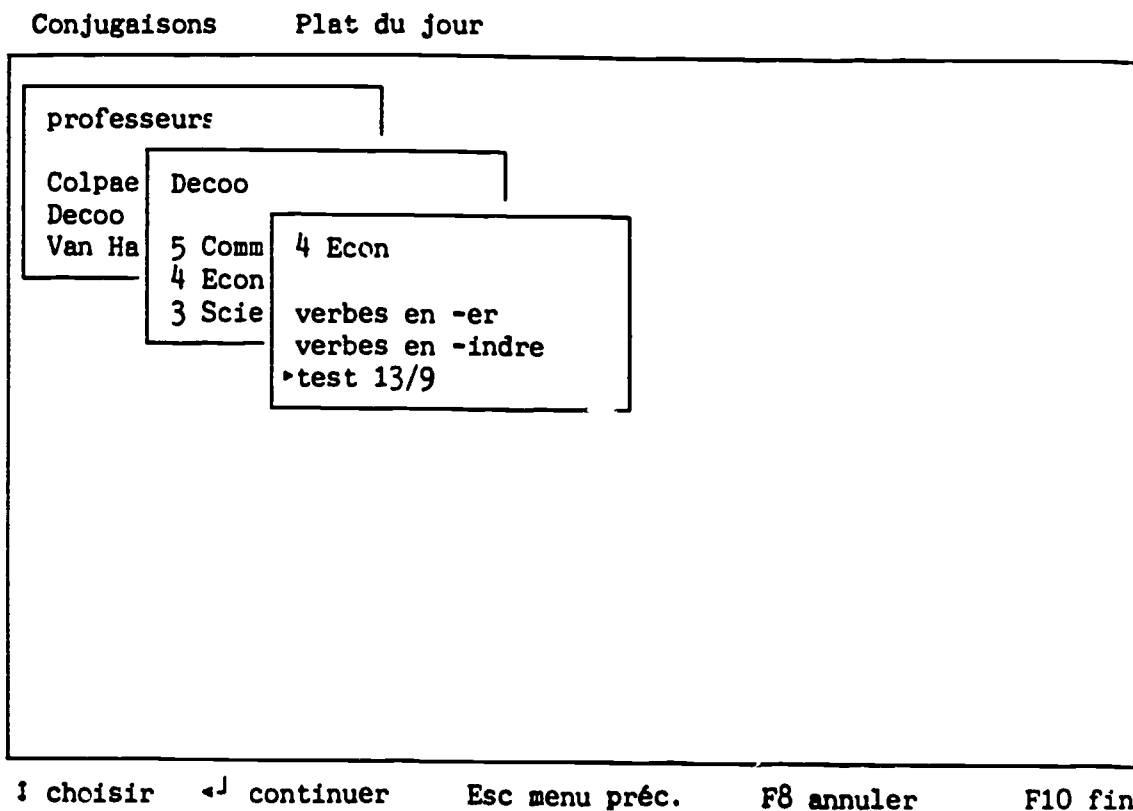 Conjugaisons Plat du jour
professeurs
Colpae
Decoo
Van Ha
Decoo
5 Comm
4 Econ
3 Scie
4 Econ
verbes en -er
verbes en -indre
▸test 13/9
↕ choisir ◂┘ continuer Esc menu préc. F8 annuler F10 fin